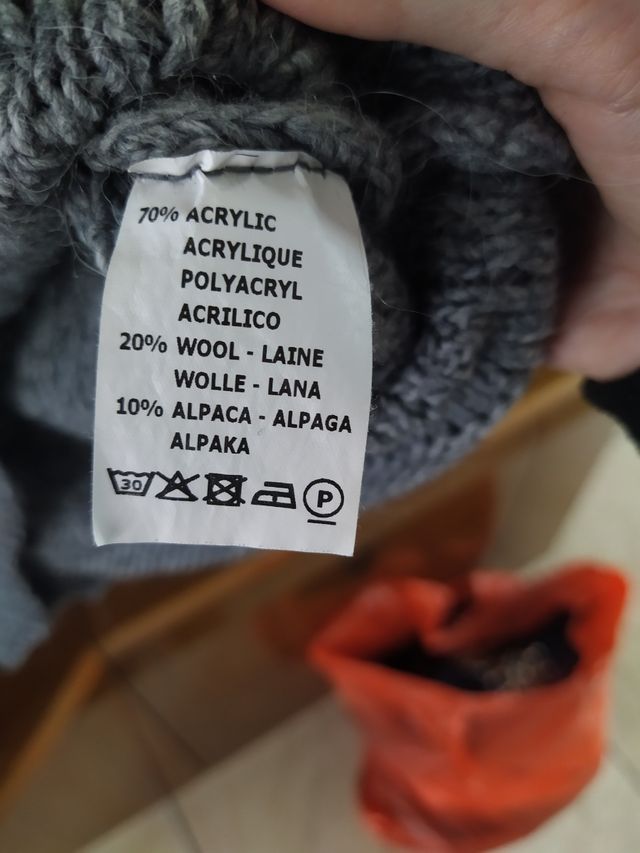 70% ACRYLIC
ACRYLIQUE
POLYACRYL
ACRILICO
20% WOOL - LAINE
WOLLE - LANA
10% ALPACA - ALPAGA
ALPAKA
30 P